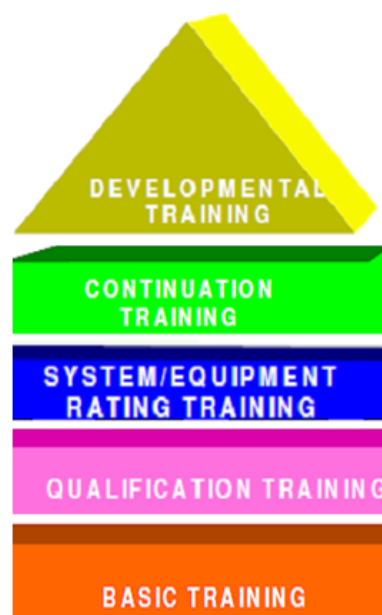 DEVELOPMENTAL
TRAINING
CONTINUATION
TRAINING
SYSTEM/EQUIPMENT
RATING TRAINING
QUALIFICATION TRAINING
BASIC TRAINING